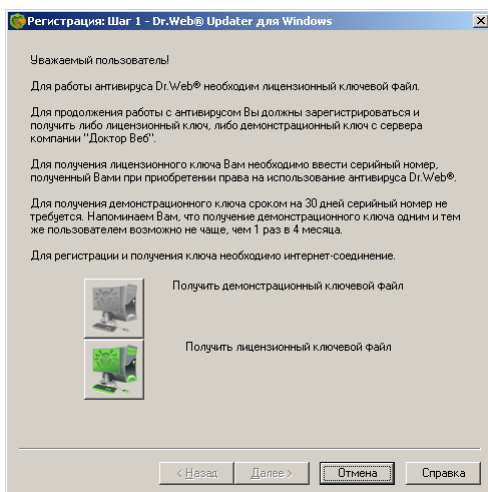 Регистрация: Шаг 1 - Dr.Web® Updater для Windows
Уважаемый пользователь!
Для работы антивируса Dr.Web® необходим лицензионный ключевой файл.
Для продолжения работы с антивирусом Вы должны зарегистрироваться и
получить либо лицензионный ключ, либо демонстрационный ключ с сервера
компании "Доктор Веб".
Для получения лицензионного ключа Вам необходимо ввести серийный номер,
полученный Вами при приобретении права на использование антивируса Dr.Web®.
Для получения демонстрационного ключа сроком на 30 дней серийный номер не
требуется. Напоминаем Вам, что получение демонстрационного ключа одним и тем
же пользователем возможно не чаще, чем 1 раз в 4 месяца.
Для регистрации и получения ключа необходимо интернет-соединение.
Получить демонстрационный ключевой файл
Получить лицензионный ключевой файл
< Назад Далее > Отмена Справка